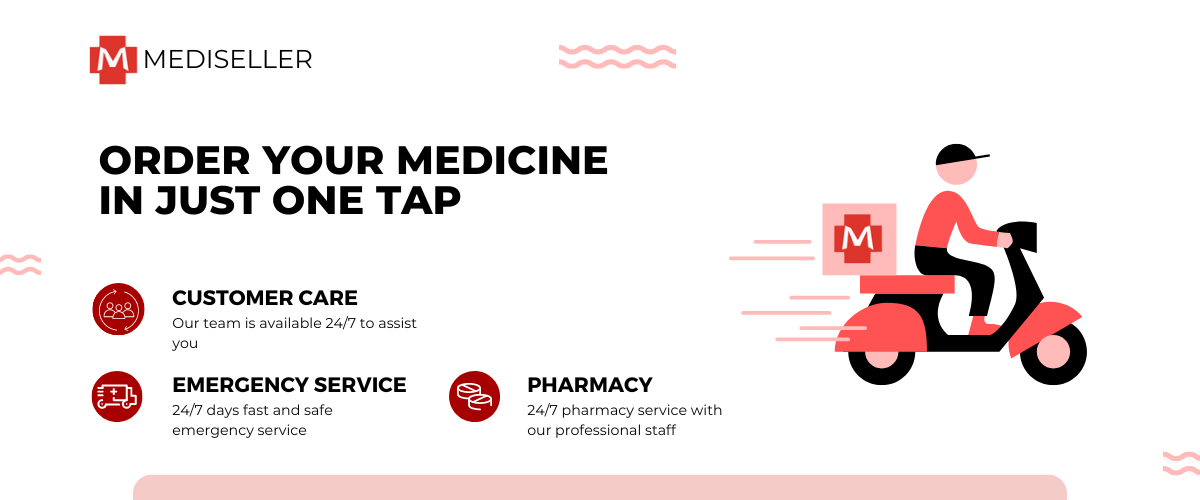 MEDISELLER
ORDER YOUR MEDICINE
IN JUST ONE TAP
CUSTOMER CARE
Our team is available 24/7 to assist
you
EMERGENCY SERVICE
24/7 days fast and safe
emergency service
PHARMACY
24/7 pharmacy service with
our professional staff
M